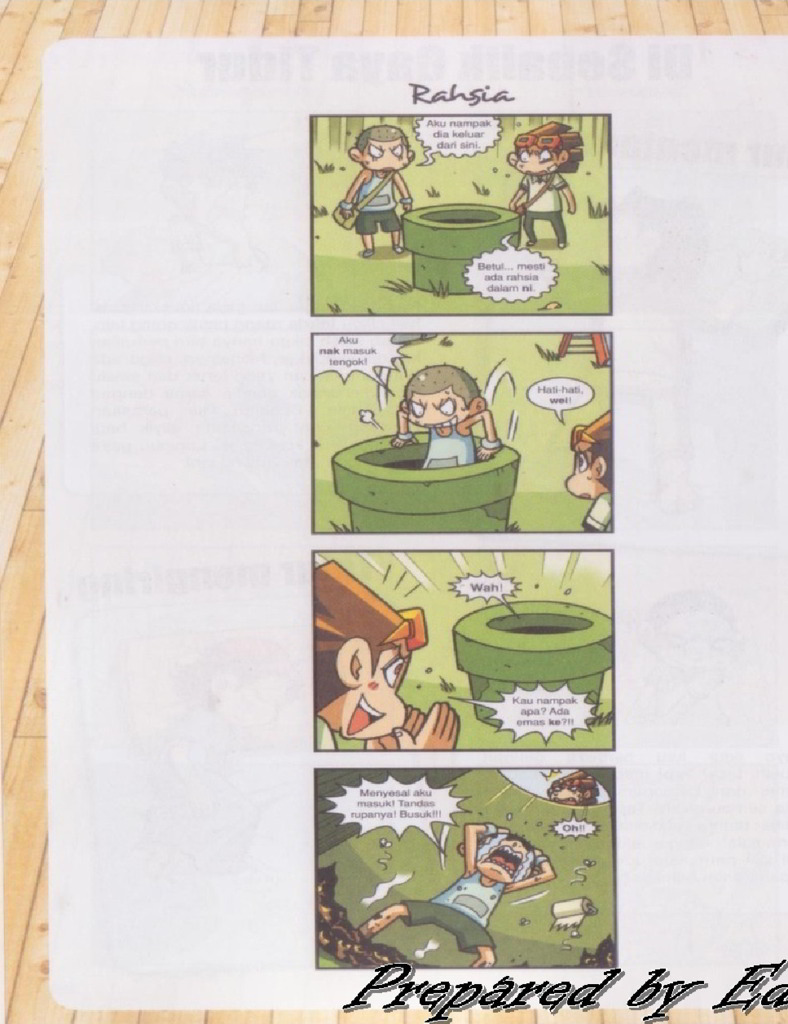 Rahsia
Aku nampak
dia keluar
dari sini.
Betul... mesti
ada rahsia
dalam ni.
Aku
nak masuk
tengok!
Hati-hati,
wei!
Wah!
Kau nampak
apa? Ada
emas ke?!!
Menyesal aku
masuk! Tandas
rupanya! Busuk!!!
Oh!!
Prepared by Ed